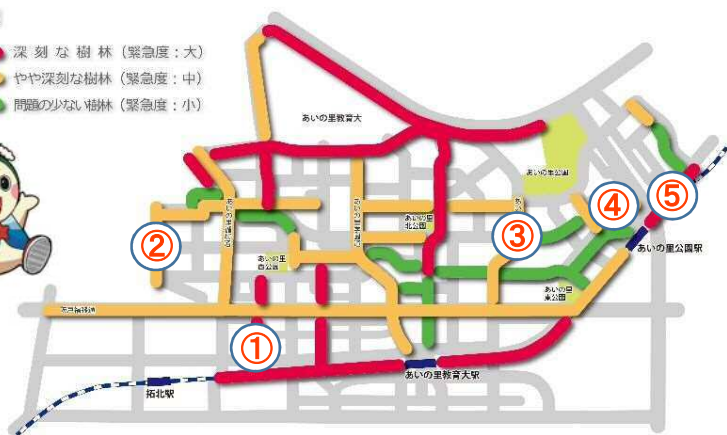 深刻な樹林（緊急度：大）
やや深刻な樹林（緊急度：中）
問題の少ない樹林（緊急度：小）
あいの里教育大
あいの里公園
あいの里
北公園
④
⑤
②
③
あいの里公園駅
あいの里
西公園
あいの里
東公園
①
あいの里教育大駅
拓北駅